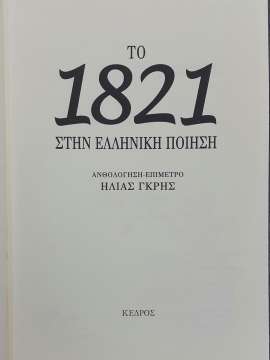 ΤΟ
1821
ΣΤΗΝ ΕΛΛΗΝΙΚΗ ΠΟΙΗΣΗ
ΑΝΘΟΛΟΓΗΣΗ-ΕΠΙΜΕΤΡΟ
ΗΛΙΑΣ ΓΚΡΗΣ
ΚΕΔΡΟΣ